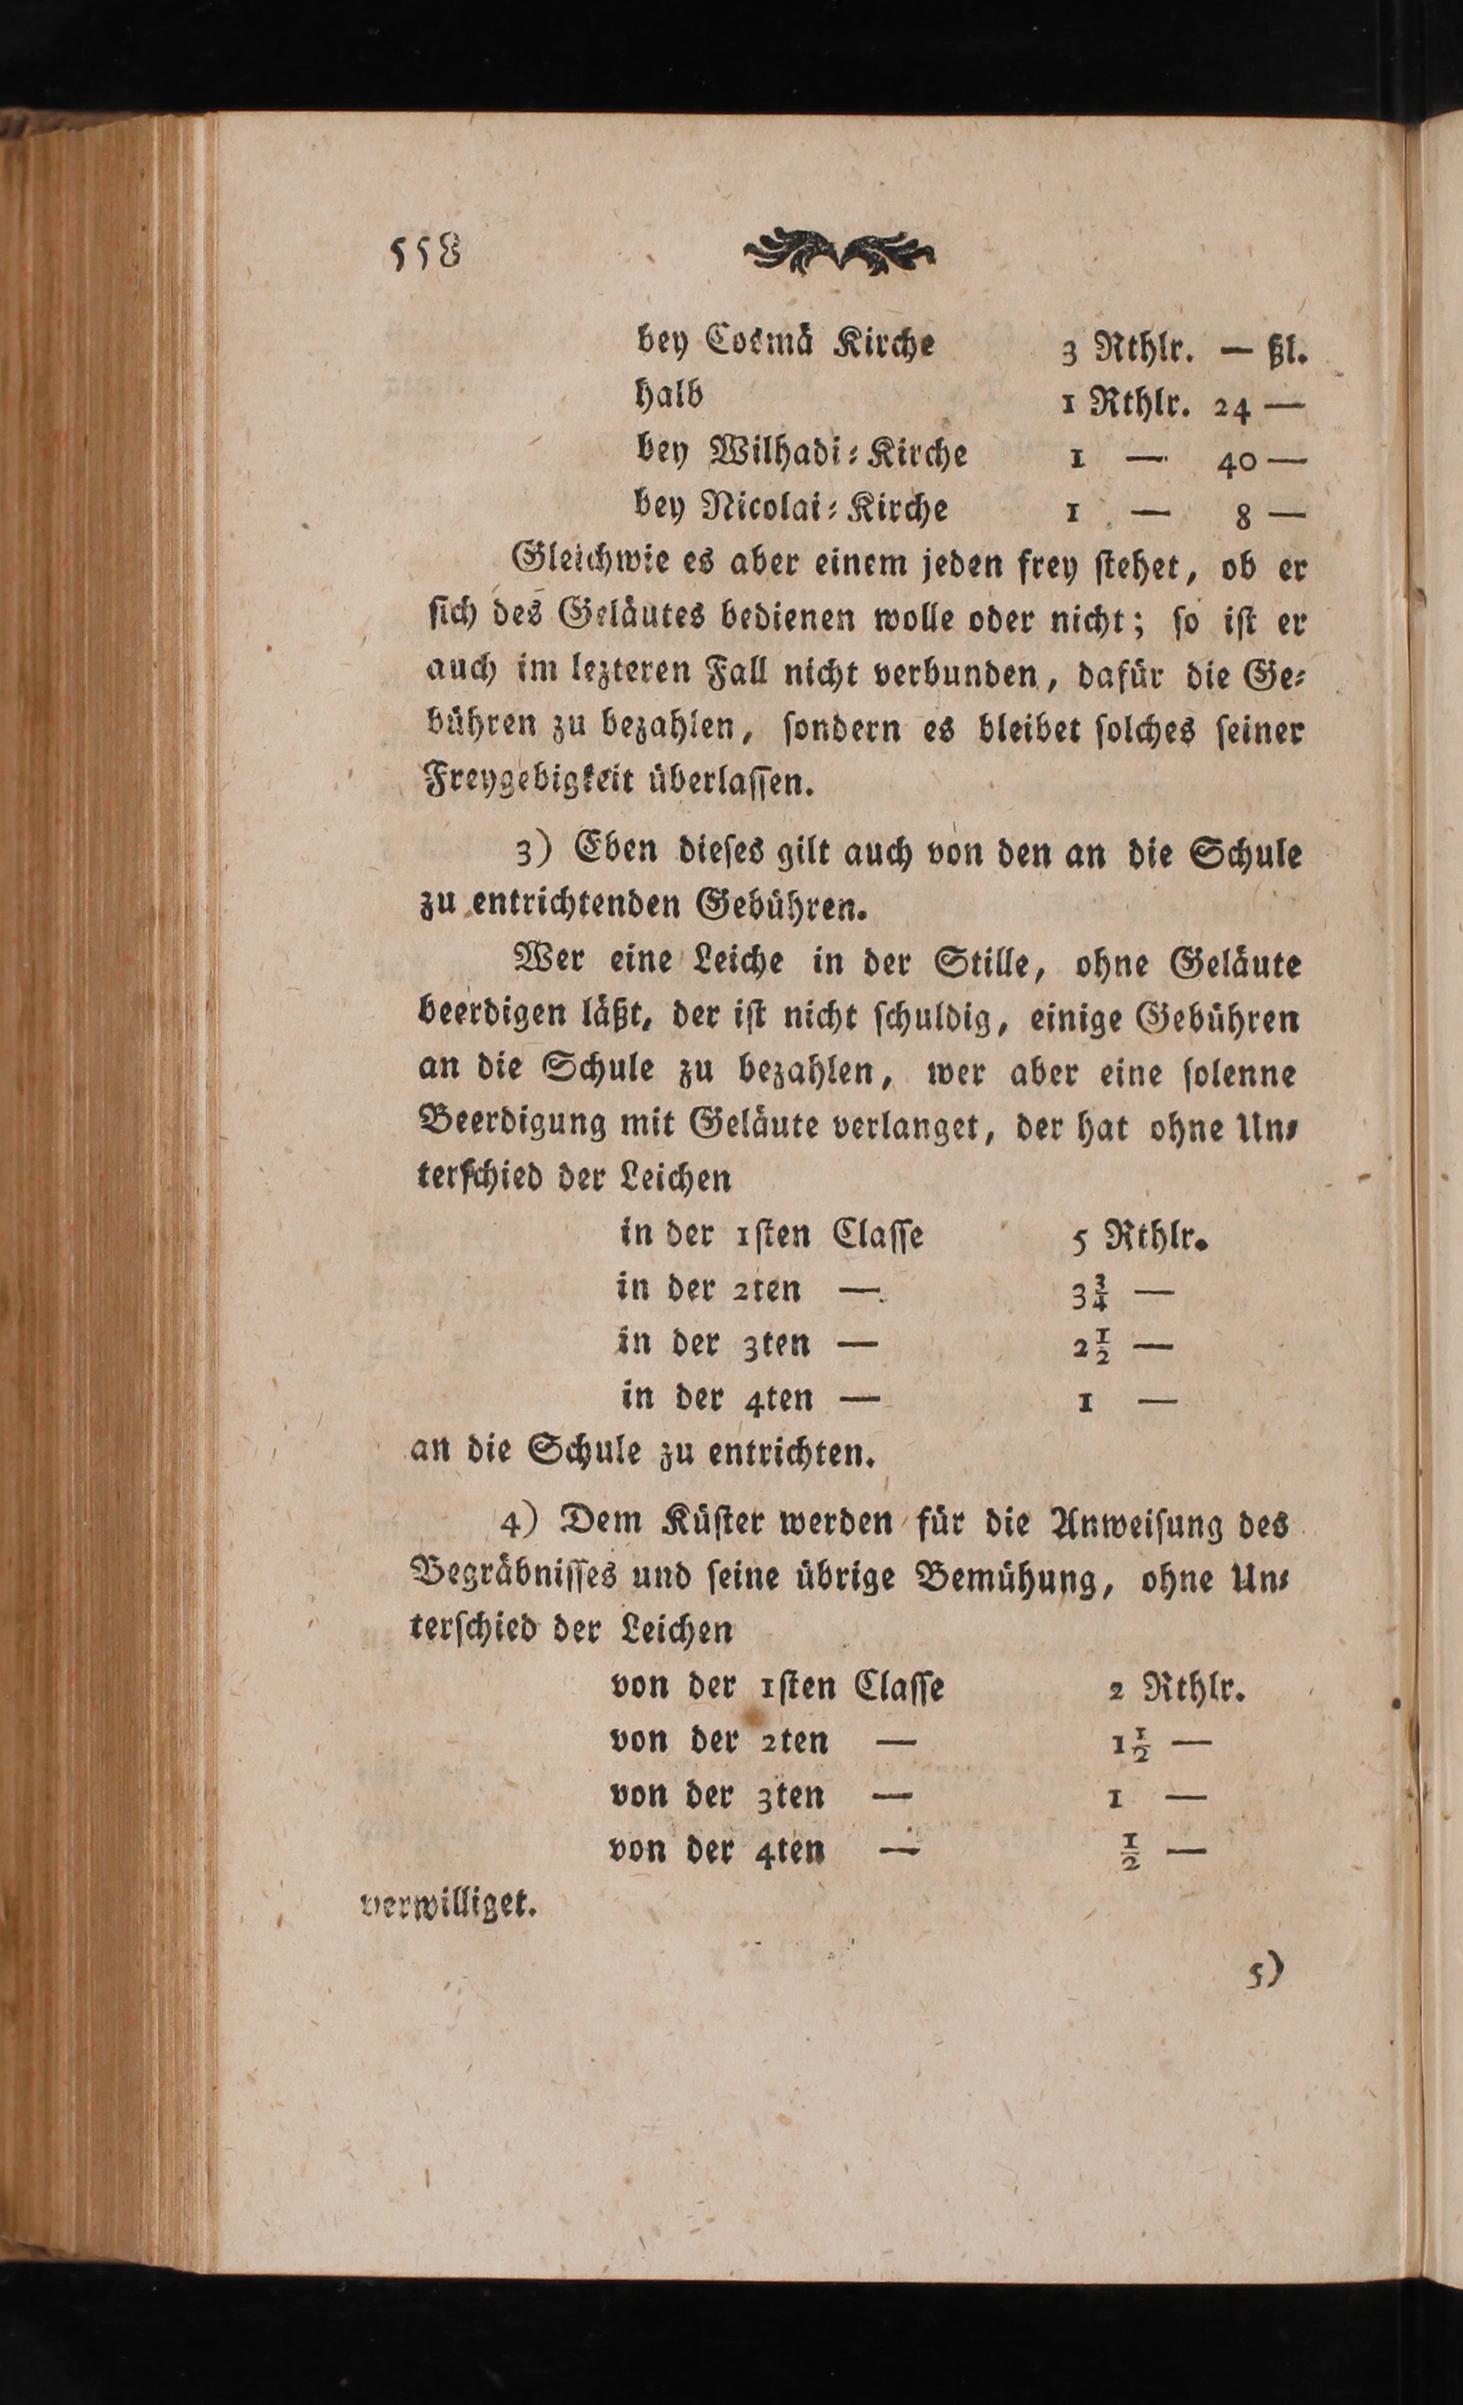 558
bey Cosmä Kirche 3 Rthlr. — ßl.
halb 1 Rthlr. 24 —
bey Wilhadi-Kirche 1 — 40 —
bey Nicolai-Kirche 1 — 8 —
Gleichwie es aber einem jeden frey stehet, ob er
sich des Geläutes bedienen wolle oder nicht; so ist er
auch im lezteren Fall nicht verbunden, dafür die Ge-
bühren zu bezahlen, sondern es bleibet solches seiner
Freygebigkeit überlassen.
3) Eben dieses gilt auch von den an die Schule
zu entrichtenden Gebühren.
Wer eine Leiche in der Stille, ohne Geläute
beerdigen läßt, der ist nicht schuldig, einige Gebühren
an die Schule zu bezahlen, wer aber eine solenne
Beerdigung mit Geläute verlanget, der hat ohne Un-
terschied der Leichen
in der 1sten Classe 5 Rthlr.
in der 2ten — 3¾ —
in der 3ten — 2½ —
in der 4ten — 1 —
an die Schule zu entrichten.
4) Dem Küster werden für die Anweisung des
Begräbnisses und seine übrige Bemühung, ohne Un-
terschied der Leichen
von der 1sten Classe 2 Rthlr.
von der 2ten — 1½ —
von der 3ten — 1 —
von der 4ten — ½ —
verwilliget.
5)